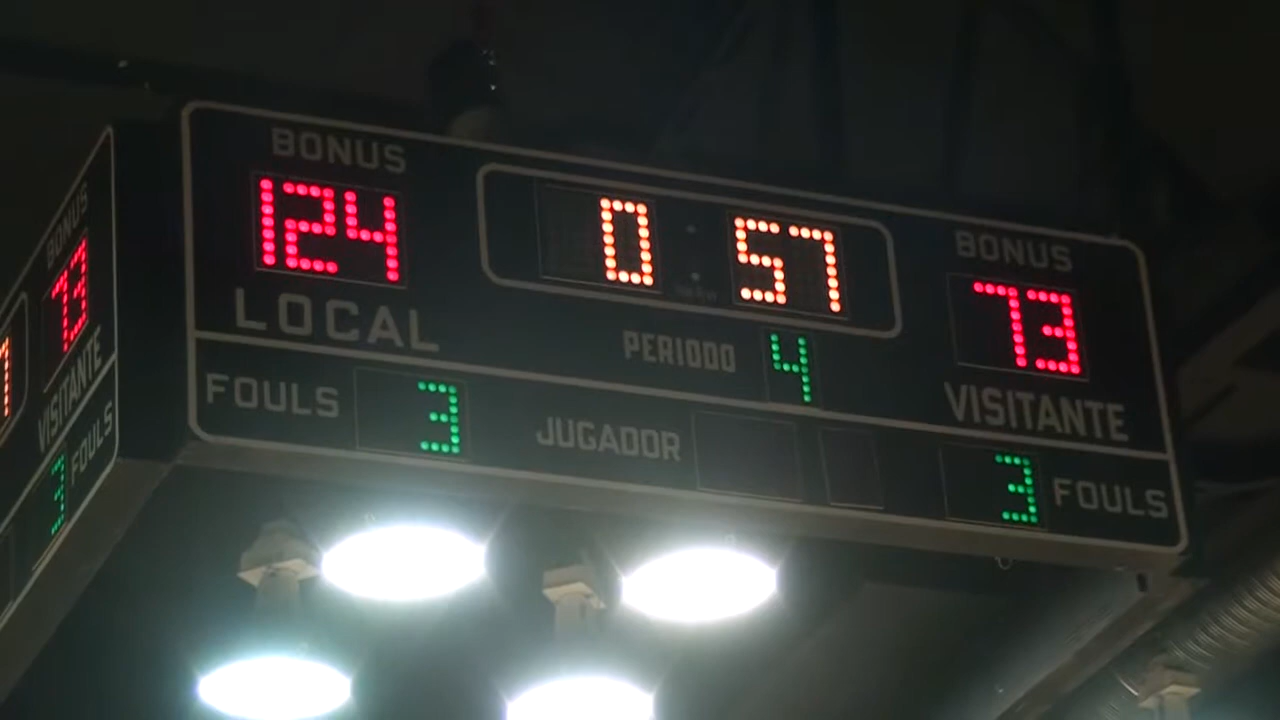 BONUS
124
LOCAL
0 57
BONUS
73
VISITANTE
PERIODO 4
FOULS 3
JUGADOR
3 FOULS
BONUS
73
VISITANTE
3 FOULS
7